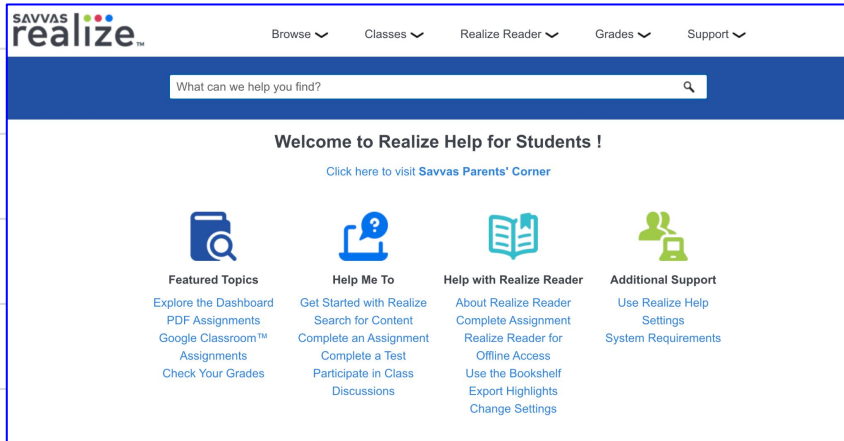 SAVVAS
realize™
Browse
Classes
Realize Reader
Grades
Support
What can we help you find?
Welcome to Realize Help for Students !
Click here to visit Savvas Parents' Corner
Featured Topics
Explore the Dashboard
PDF Assignments
Google Classroom™
Assignments
Check Your Grades
Help Me To
Get Started with Realize
Search for Content
Complete an Assignment
Complete a Test
Participate in Class
Discussions
Help with Realize Reader
About Realize Reader
Complete Assignment
Realize Reader for
Offline Access
Use the Bookshelf
Export Highlights
Change Settings
Additional Support
Use Realize Help
Settings
System Requirements